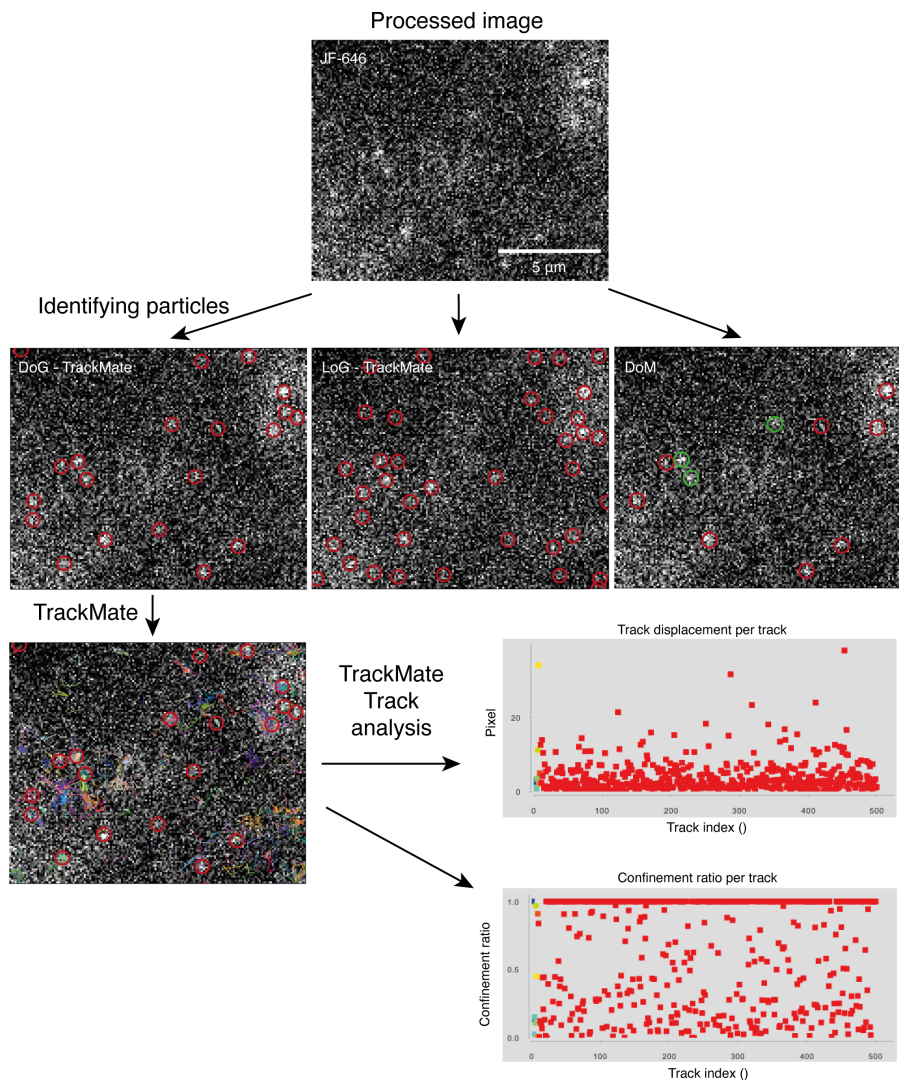 Processed image
JF-646
5 µm
Identifying particles
DoG - TrackMate
LoG - TrackMate
DoM
TrackMate
TrackMate
Track
analysis
Track displacement per track
Pixel
20
0
0
100
200
300
400
500
Track index ()
Confinement ratio per track
Confinement ratio
1.0
0.5
0.0
0
100
200
300
400
500
Track index ()